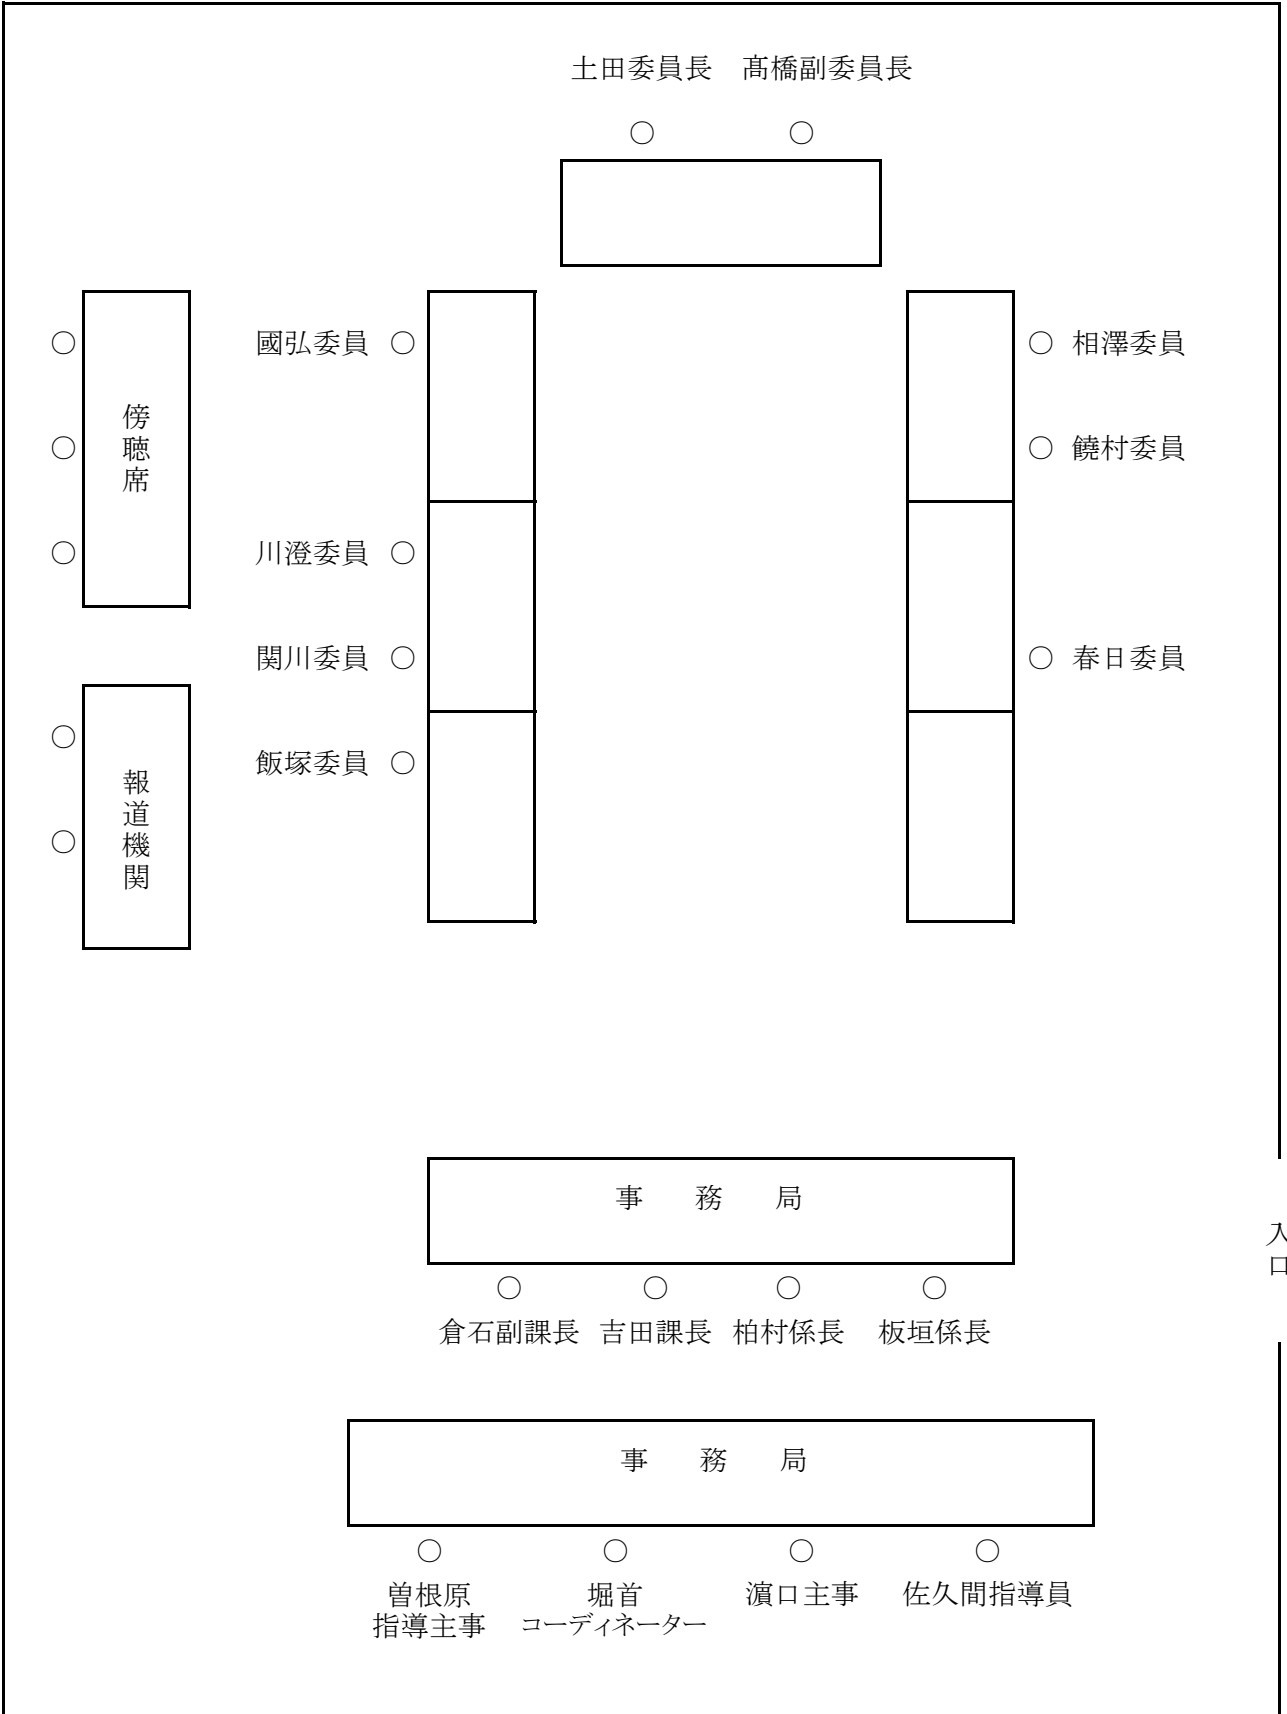 土田委員長　髙橋副委員長
○　○
○　國弘委員　○　○　相澤委員
傍聴席
○　○　饒村委員
○　川澄委員　○
関川委員　○　○　春日委員
○
飯塚委員　○
報道機関
○
事　務　局
入口
○　○　○　○
倉石副課長　吉田課長　柏村係長　板垣係長
事　務　局
○　○　○　○
曽根原　堀首　濵口主事　佐久間指導員
指導主事　コーディネーター